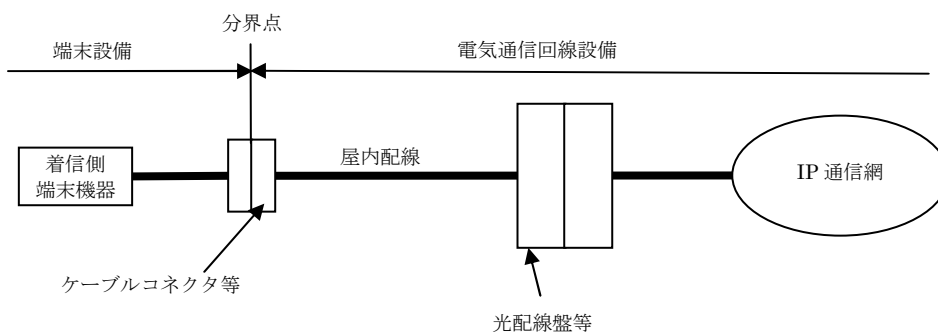 分界点
端末設備
電気通信回線設備
屋内配線
着信側
端末機器
IP 通信網
ケーブルコネクタ等
光配線盤等